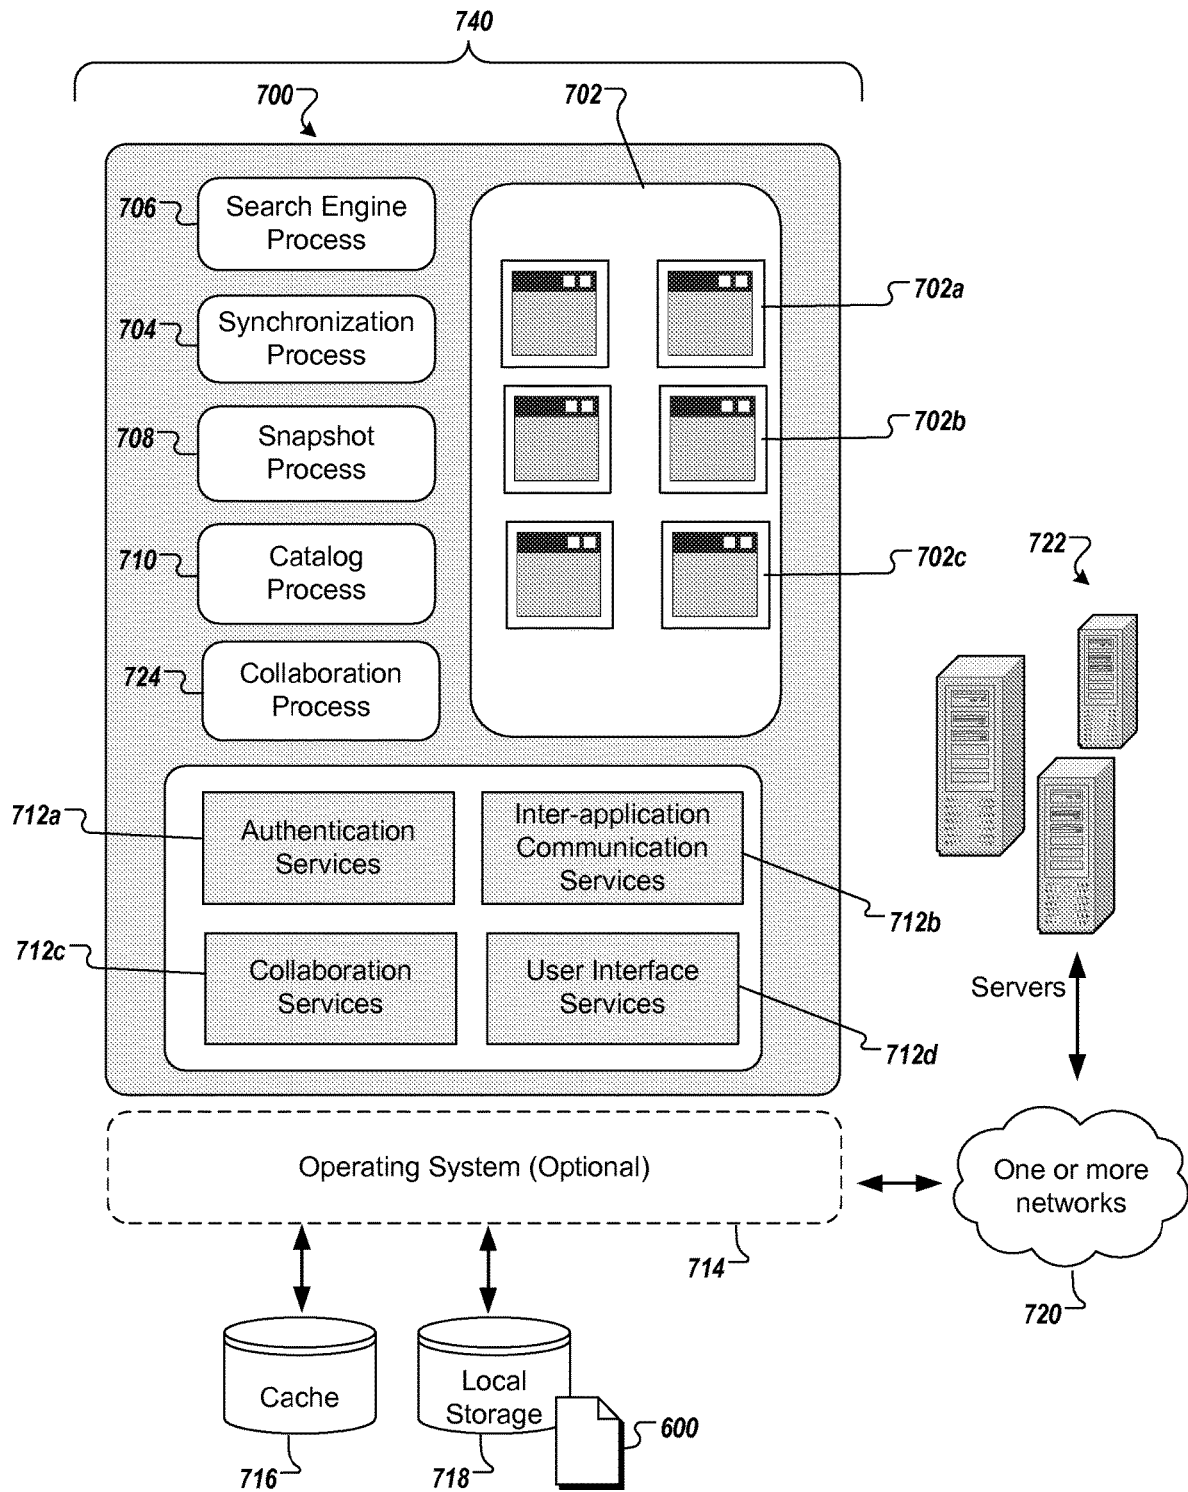 740
700
702
706
Search Engine
Process
702a
704
Synchronization
Process
708
Snapshot
Process
702b
710
Catalog
Process
702c
722
724
Collaboration
Process
712a
Authentication
Services
Inter-application
Communication
Services
712b
712c
Collaboration
Services
User Interface
Services
712d
Servers
Operating System (Optional)
One or more
networks
714
720
Cache
Local
Storage
600
716
718